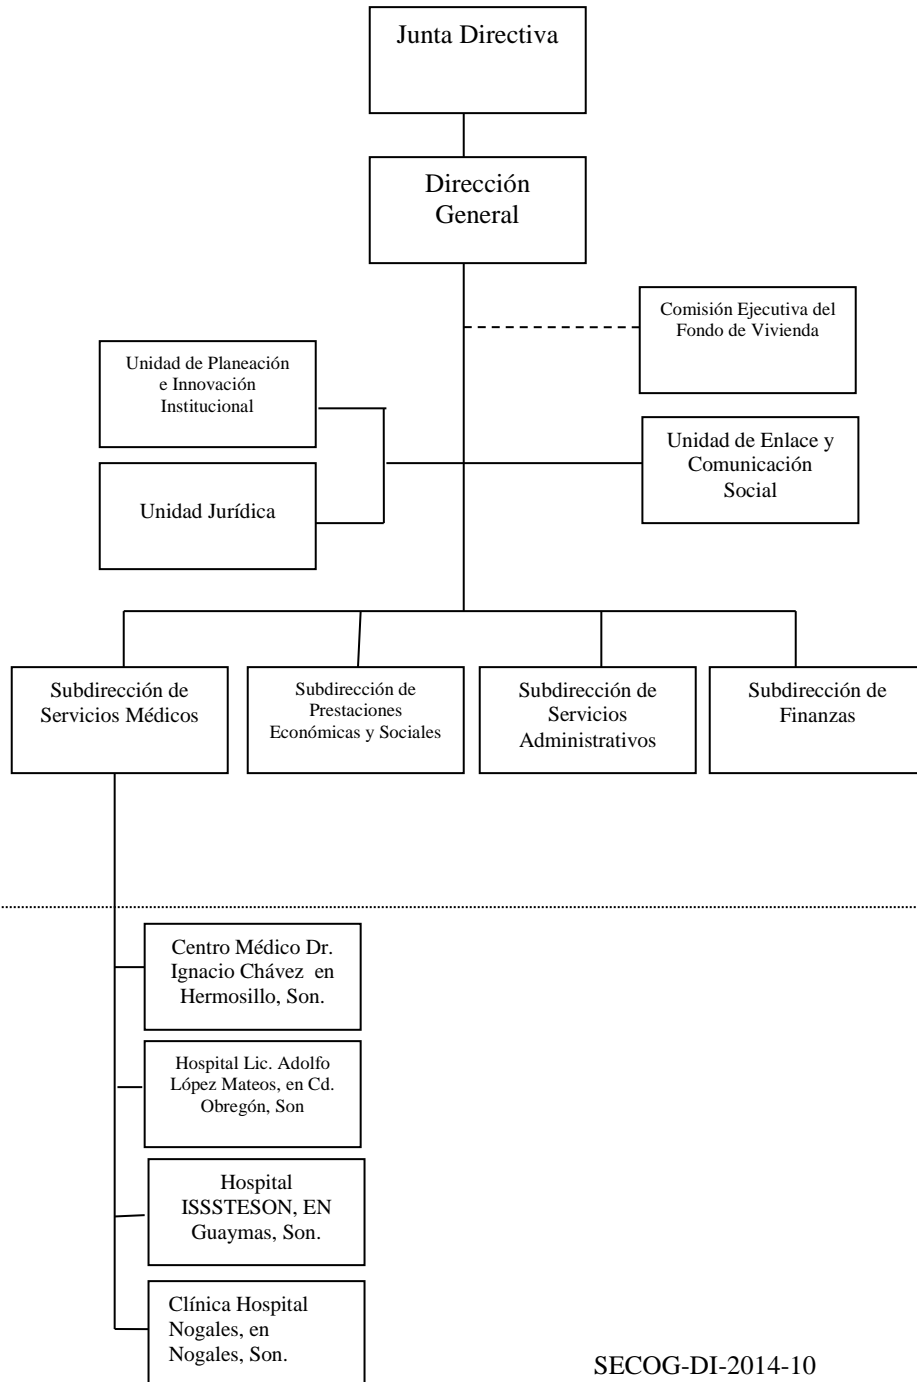 Junta Directiva
Dirección
General
Comisión Ejecutiva del
Fondo de Vivienda
Unidad de Planeación
e Innovación
Institucional
Unidad de Enlace y
Comunicación
Social
Unidad Jurídica
Subdirección de
Servicios Médicos
Subdirección de
Prestaciones
Económicas y Sociales
Subdirección de
Servicios
Administrativos
Subdirección de
Finanzas
Centro Médico Dr.
Ignacio Chávez  en
Hermosillo, Son.
Hospital Lic. Adolfo
López Mateos, en Cd.
Obregón, Son
Hospital
ISSSTESON, EN
Guaymas, Son.
Clínica Hospital
Nogales, en
Nogales, Son.
SECOG-DI-2014-10